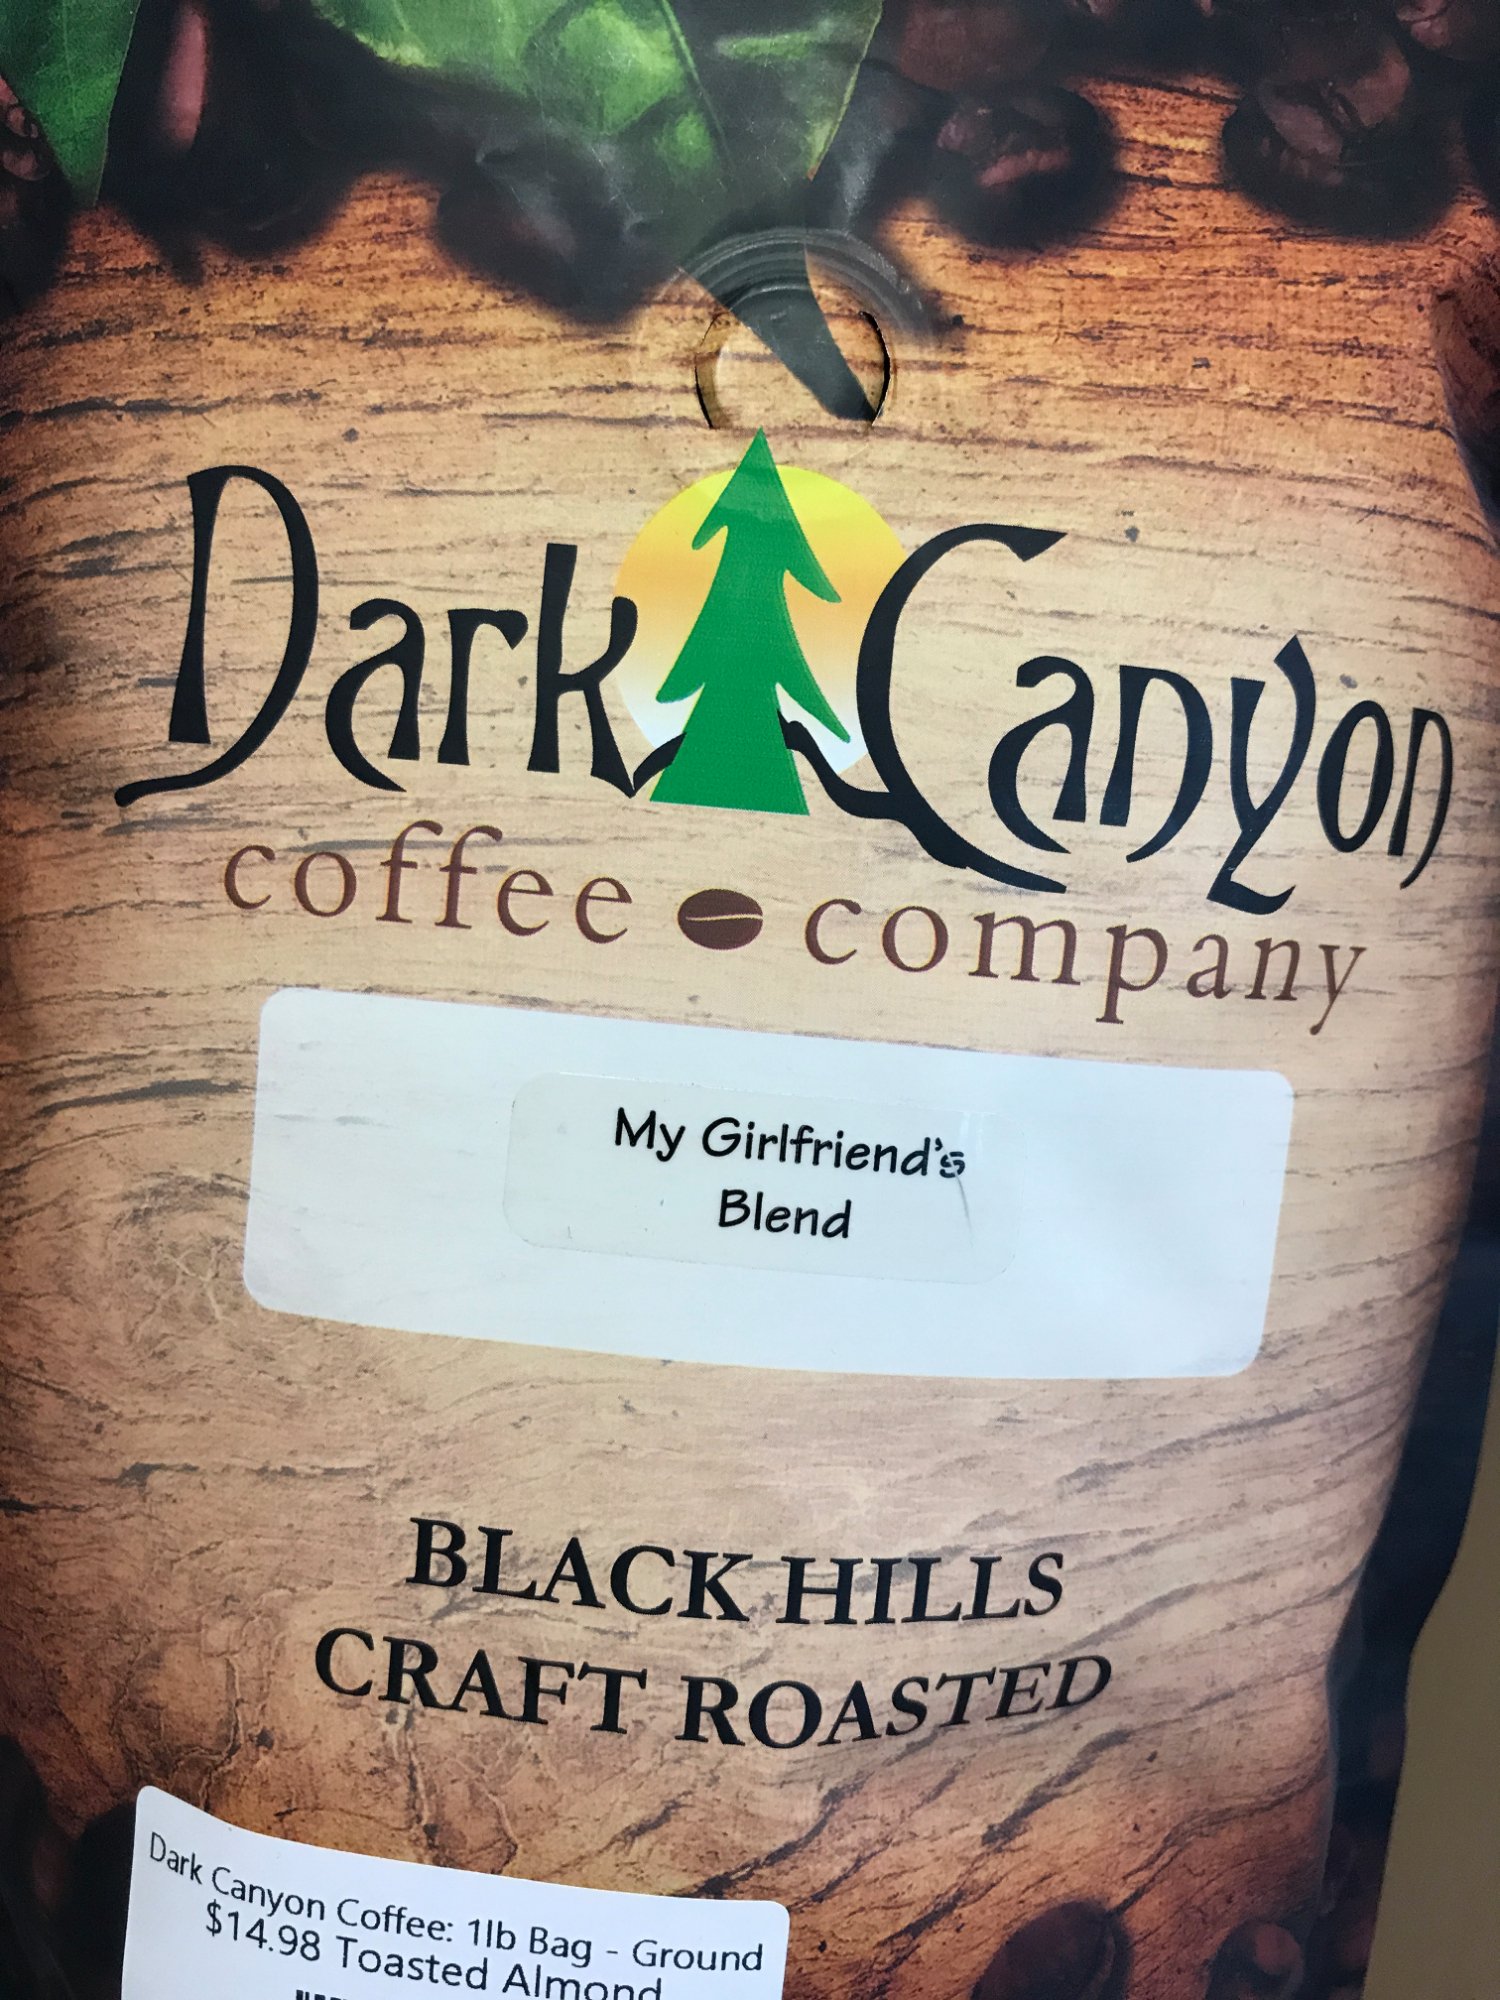 Dark Canyon
coffee company
My Girlfriend's
Blend
BLACK HILLS
CRAFT ROASTED
Dark Canyon Coffee: 1lb Bag - Ground
$14.98 Toasted Almond